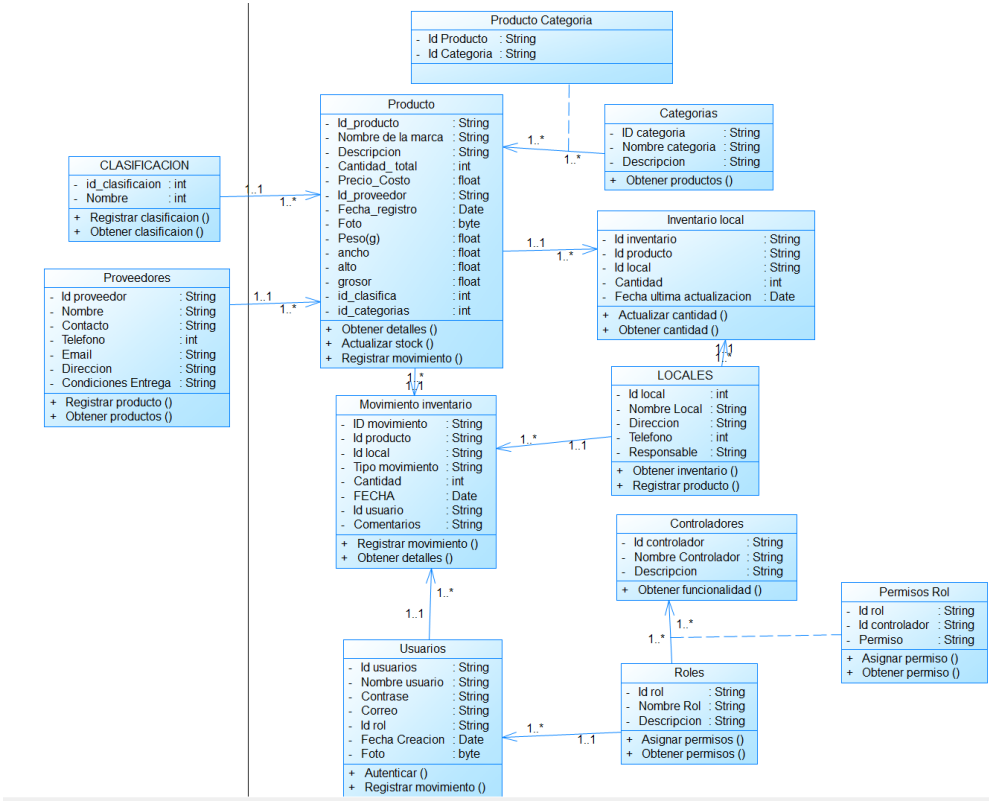 Producto Categoria
- Id Producto : String
- Id Categoria : String
Producto
- Id_producto : String
- Nombre de la marca : String
- Descripcion : String
- Cantidad_ total : int
- Precio_Costo : float
- Id_proveedor : String
- Fecha_registro : Date
- Foto : byte
- Peso(g) : float
- ancho : float
- alto : float
- grosor : float
- id_clasifica : int
- id_categorias : int
+ Obtener detalles ()
+ Actualizar stock ()
+ Registrar movimiento ()
1..*
1..*
Categorias
- ID categoria : String
- Nombre categoria : String
- Descripcion : String
+ Obtener productos ()
CLASIFICACION
- id_clasificaion : int
- Nombre : int
+ Registrar clasificaion ()
+ Obtener clasificaion ()
1..1
1..*
Inventario local
- Id inventario : String
- Id producto : String
- Id local : String
- Cantidad : int
- Fecha ultima actualizacion : Date
+ Actualizar cantidad ()
+ Obtener cantidad ()
1..1
1..*
Proveedores
- Id proveedor : String
- Nombre : String
- Contacto : String
- Telefono : int
- Email : String
- Direccion : String
- Condiciones Entrega : String
+ Registrar producto ()
+ Obtener productos ()
1..1
1..*
1..1
1..*
LOCALES
- Id local : int
- Nombre Local : String
- Direccion : String
- Telefono : int
- Responsable : String
+ Obtener inventario ()
+ Registrar producto ()
1..*
1..1
Movimiento inventario
- ID movimiento : String
- Id producto : String
- Id local : String
- Tipo movimiento : String
- Cantidad : int
- FECHA : Date
- Id usuario : String
- Comentarios : String
+ Registrar movimiento ()
+ Obtener detalles ()
1..*
1..1
Controladores
- Id controlador : String
- Nombre Controlador : String
- Descripcion : String
+ Obtener funcionalidad ()
Permisos Rol
- Id rol : String
- Id controlador : String
- Permiso : String
+ Asignar permiso ()
+ Obtener permiso ()
1..*
1..*
1..*
1..1
Usuarios
- Id usuarios : String
- Nombre usuario : String
- Contrase : String
- Correo : String
- Id rol : String
- Fecha Creacion : Date
- Foto : byte
+ Autenticar ()
+ Registrar movimiento ()
Roles
- Id rol : String
- Nombre Rol : String
- Descripcion : String
+ Asignar permisos ()
+ Obtener permisos ()
1..*
1..1